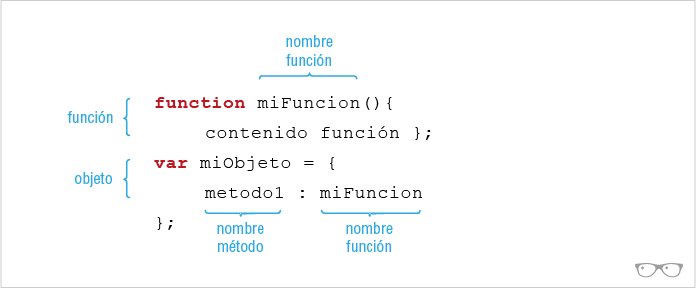 nombre
función
función
function miFuncion(){
contenido función };
objeto
var miObjeto = {
metodo1 : miFuncion
};
nombre
método
nombre
función